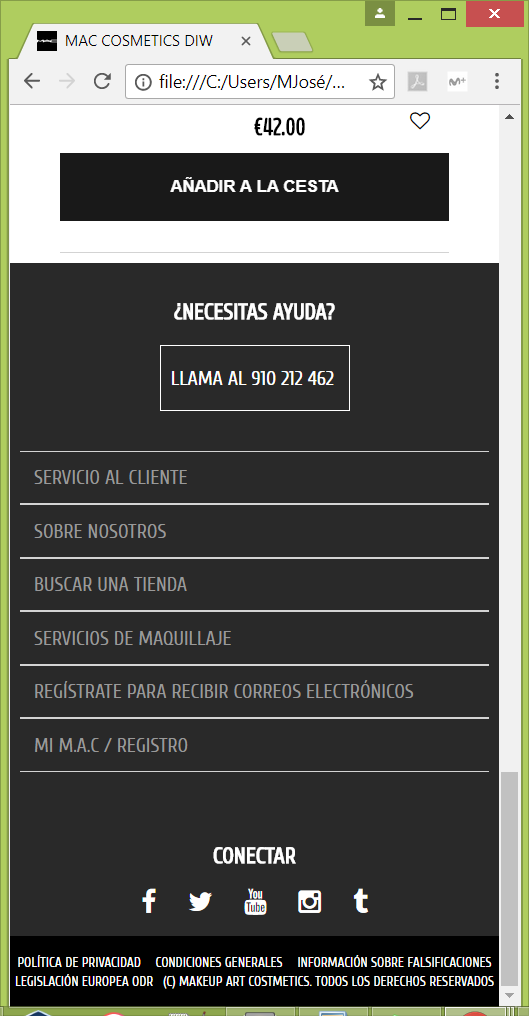 MAC COSMETICS DIW
file:///C:/Users/MJosé/...
€42.00
AÑADIR A LA CESTA
¿NECESITAS AYUDA?
LLAMA AL 910 212 462
SERVICIO AL CLIENTE
SOBRE NOSOTROS
BUSCAR UNA TIENDA
SERVICIOS DE MAQUILLAJE
REGÍSTRATE PARA RECIBIR CORREOS ELECTRÓNICOS
MI M.A.C / REGISTRO
CONECTAR
You Tube
POLÍTICA DE PRIVACIDAD CONDICIONES GENERALES INFORMACIÓN SOBRE FALSIFICACIONES
LEGISLACIÓN EUROPEA ODR (C) MAKEUP ART COSTMETICS. TODOS LOS DERECHOS RESERVADOS